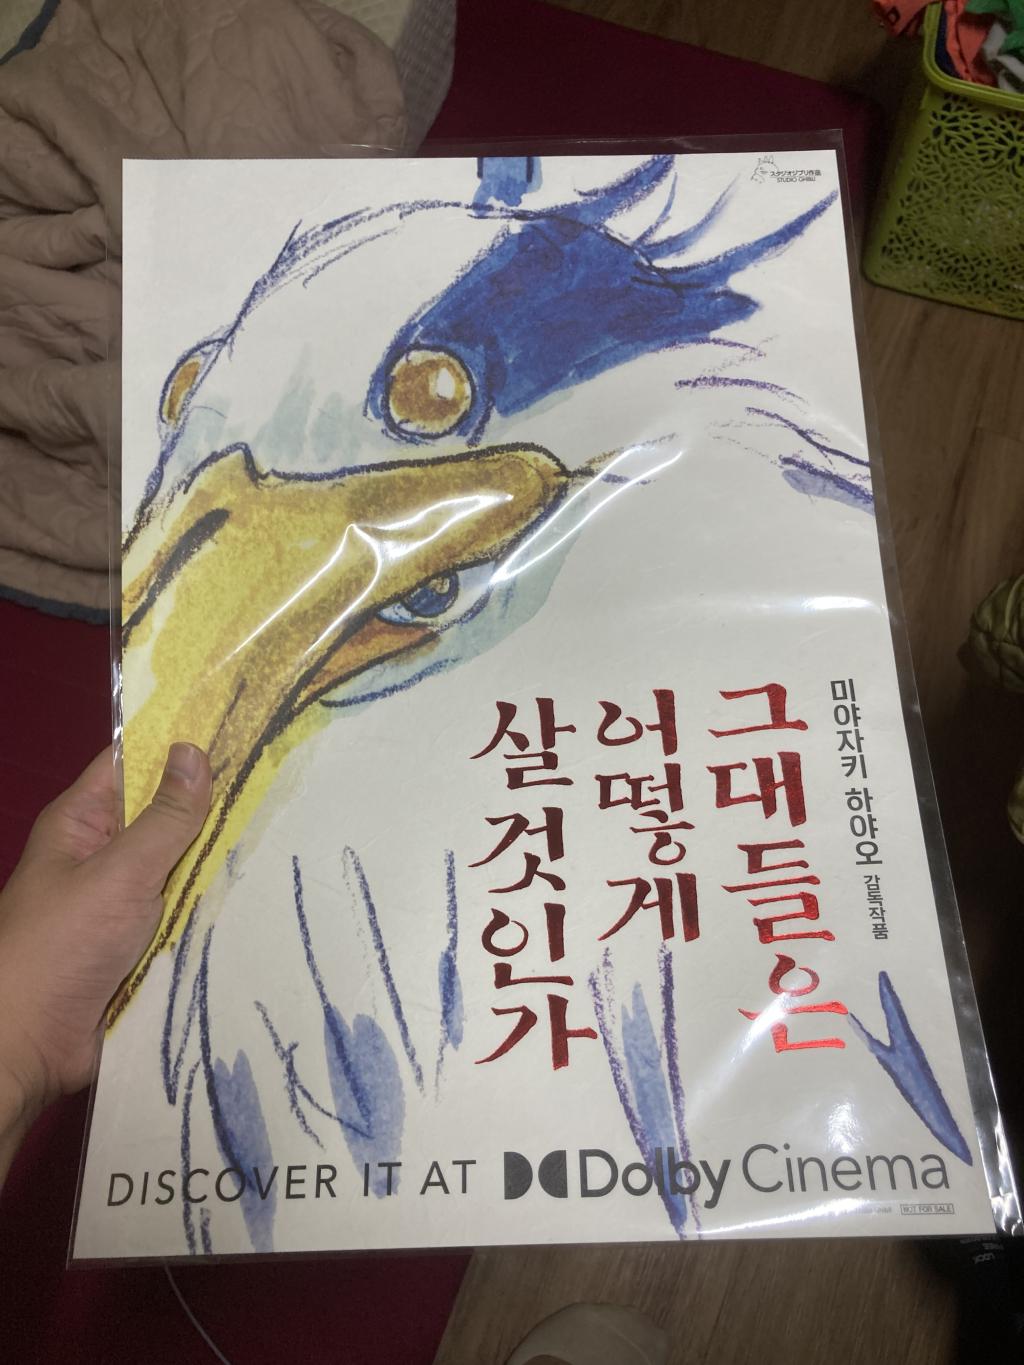 スタジオジブリ作品
STUDIO GHIBLI
미야자키 하야오 감독작품
그대들은
어떻게
살 것인가
DISCOVER IT AT Dolby Cinema
NOT FOR SALE